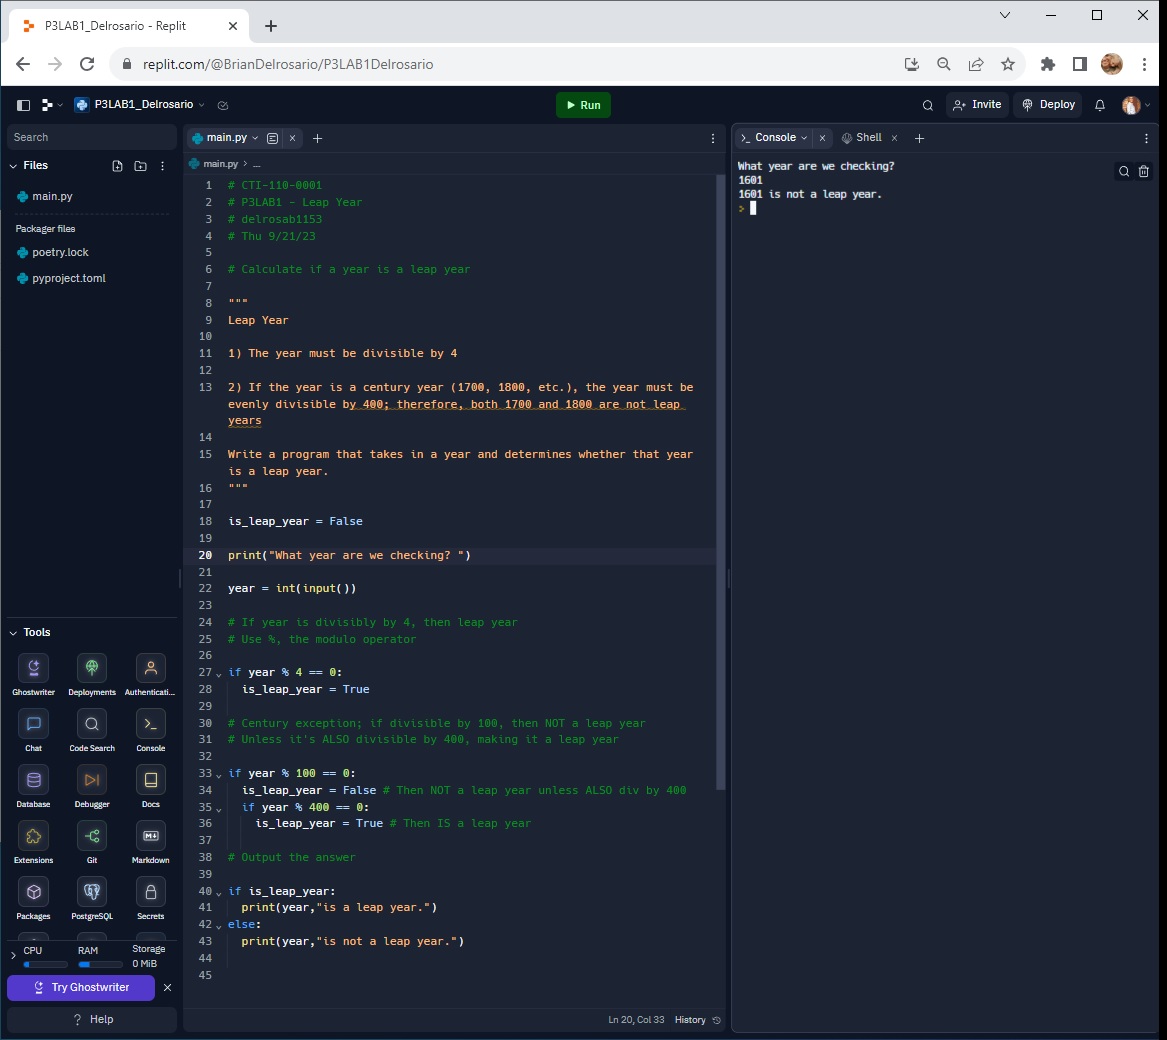 P3LAB1_Delrosario - Replit
replit.com/@BrianDelrosario/P3LAB1Delrosario
P3LAB1_Delrosario
Run
Invite
Deploy
Search
Files
main.py
Packager files
poetry.lock
pyproject.toml
Tools
Ghostwriter
Deployments
Authenticati...
Chat
Code Search
Console
Database
Debugger
Docs
Extensions
Git
Markdown
Packages
PostgreSQL
Secrets
CPU
RAM
Storage
0 MiB
Try Ghostwriter
Help
main.py
main.py > ...
1 # CTI-110-0001
2 # P3LAB1 - Leap Year
3 # delrosab1153
4 # Thu 9/21/23
5
6 # Calculate if a year is a leap year
7
8 """
9 Leap Year
10
11 1) The year must be divisible by 4
12
13 2) If the year is a century year (1700, 1800, etc.), the year must be
evenly divisible by 400; therefore, both 1700 and 1800 are not leap
years
14
15 Write a program that takes in a year and determines whether that year
is a leap year.
16 """
17
18 is_leap_year = False
19
20 print("What year are we checking? ")
21
22 year = int(input())
23
24 # If year is divisibly by 4, then leap year
25 # Use %, the modulo operator
26
27 if year % 4 == 0:
28 is_leap_year = True
29
30 # Century exception; if divisible by 100, then NOT a leap year
31 # Unless it's ALSO divisible by 400, making it a leap year
32
33 if year % 100 == 0:
34 is_leap_year = False # Then NOT a leap year unless ALSO div by 400
35 if year % 400 == 0:
36 is_leap_year = True # Then IS a leap year
37
38 # Output the answer
39
40 if is_leap_year:
41 print(year,"is a leap year.")
42 else:
43 print(year,"is not a leap year.")
44
45
Ln 20, Col 33 History
Console
Shell
What year are we checking?
1601
1601 is not a leap year.
>